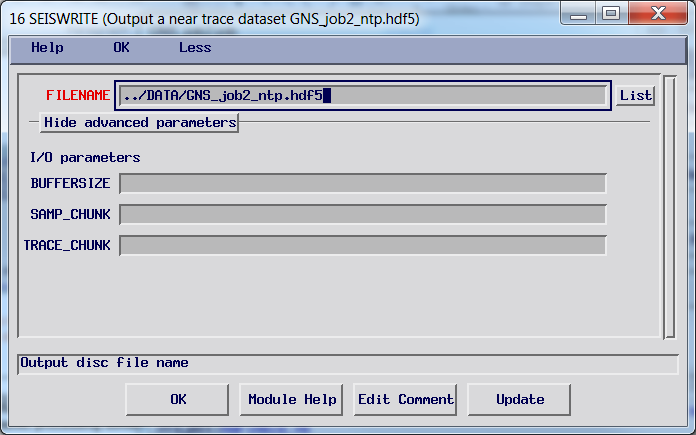 16 SEISWRITE (Output a near trace dataset GNS_job2_ntp.hdf5)
Help OK Less
FILENAME ../DATA/GNS_job2_ntp.hdf5 List
Hide advanced parameters
I/O parameters
BUFFERSIZE
SAMP_CHUNK
TRACE_CHUNK
Output disc file name
OK Module Help Edit Comment Update